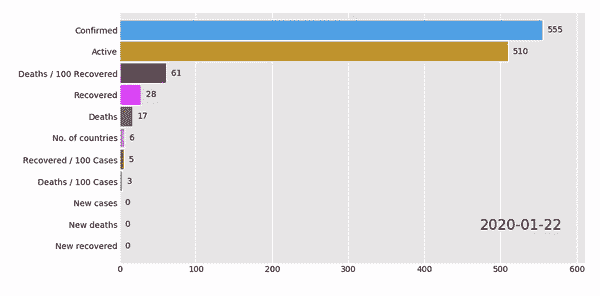 Confirmed 555
Active 510
Deaths / 100 Recovered 61
Recovered 28
Deaths 17
No. of countries 6
Recovered / 100 Cases 5
Deaths / 100 Cases 3
New cases 0
New deaths 0 2020-01-22
New recovered 0
0 100 200 300 400 500 600